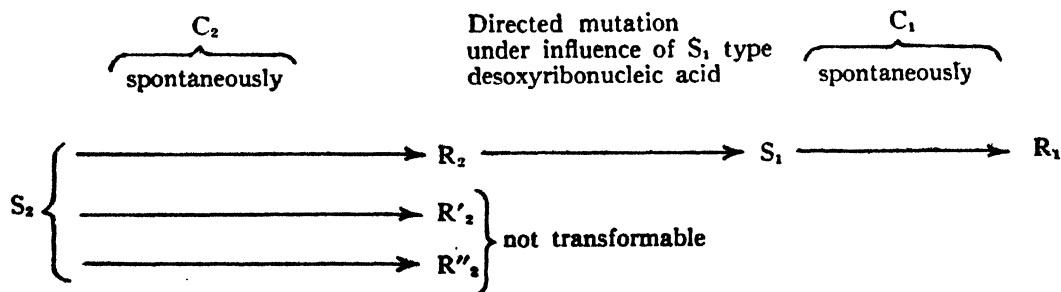 C₂
spontaneously
Directed mutation
under influence of S₁ type
desoxyribonucleic acid
C₁
spontaneously
S₂
R₂
S₁
R₁
R′₂
R″₂
not transformable